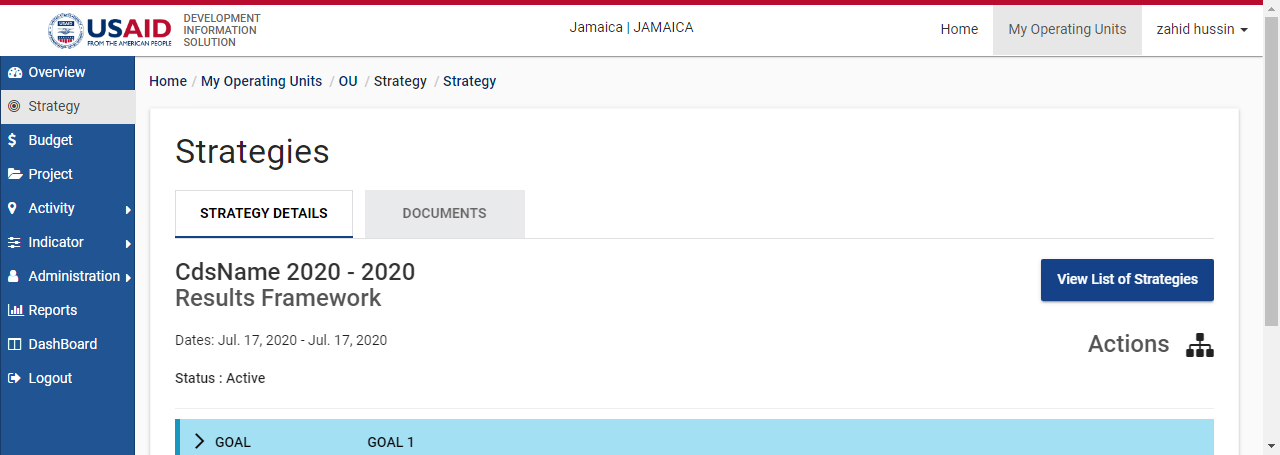 USAID
FROM THE AMERICAN PEOPLE
DEVELOPMENT
INFORMATION
SOLUTION
Jamaica | JAMAICA
Home
My Operating Units
zahid hussin
Overview
Strategy
Budget
Project
Activity
Indicator
Administration
Reports
DashBoard
Logout
Home / My Operating Units / OU / Strategy / Strategy
Strategies
STRATEGY DETAILS
DOCUMENTS
CdsName 2020 - 2020
Results Framework
View List of Strategies
Dates: Jul. 17, 2020 - Jul. 17, 2020
Actions
Status : Active
GOAL GOAL 1